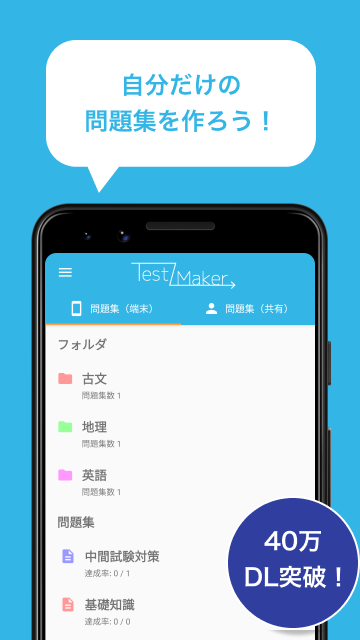 自分だけの
問題集を作ろう！
Test Maker
問題集（端末）
問題集（共有）
フォルダ
古文
問題集数 1
地理
問題集数 1
英語
問題集数 1
問題集
中間試験対策
達成率: 0 / 1
基礎知識
達成率: 0 / 0
40万
DL突破！